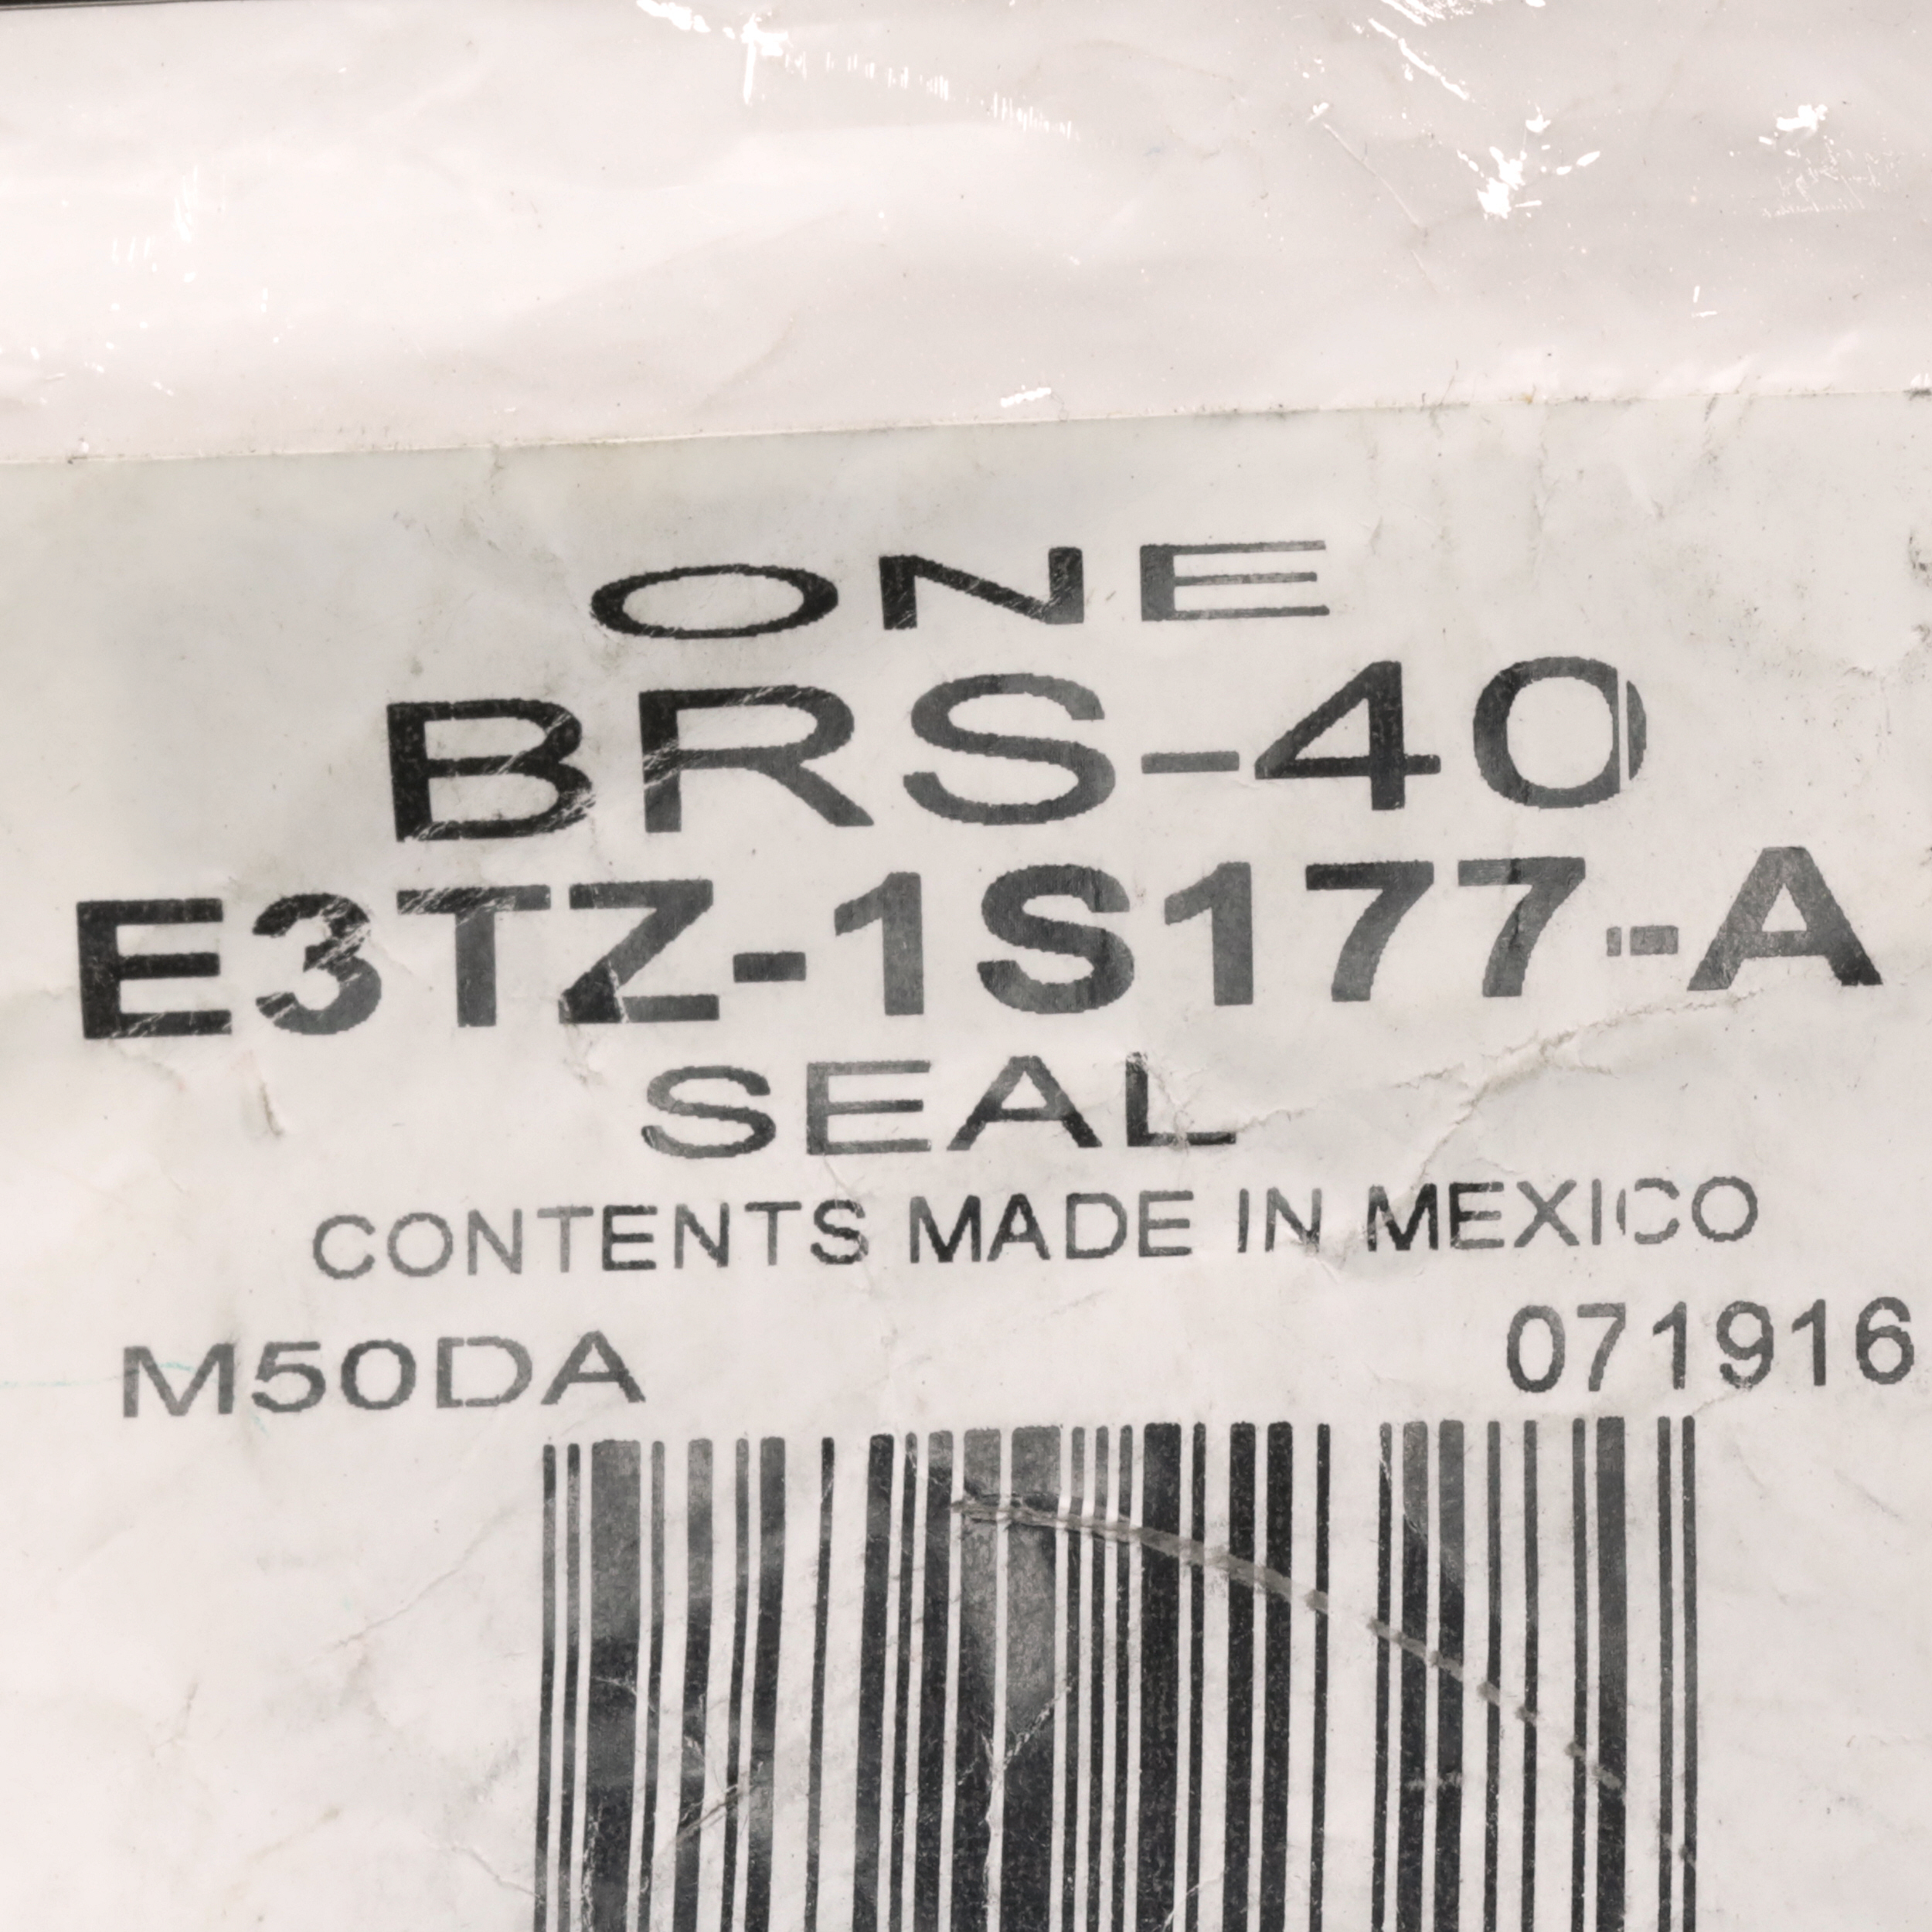 ONE
BRS-40
E3TZ-1S177-A
SEAL
CONTENTS MADE IN MEXICO
M50DA 071916